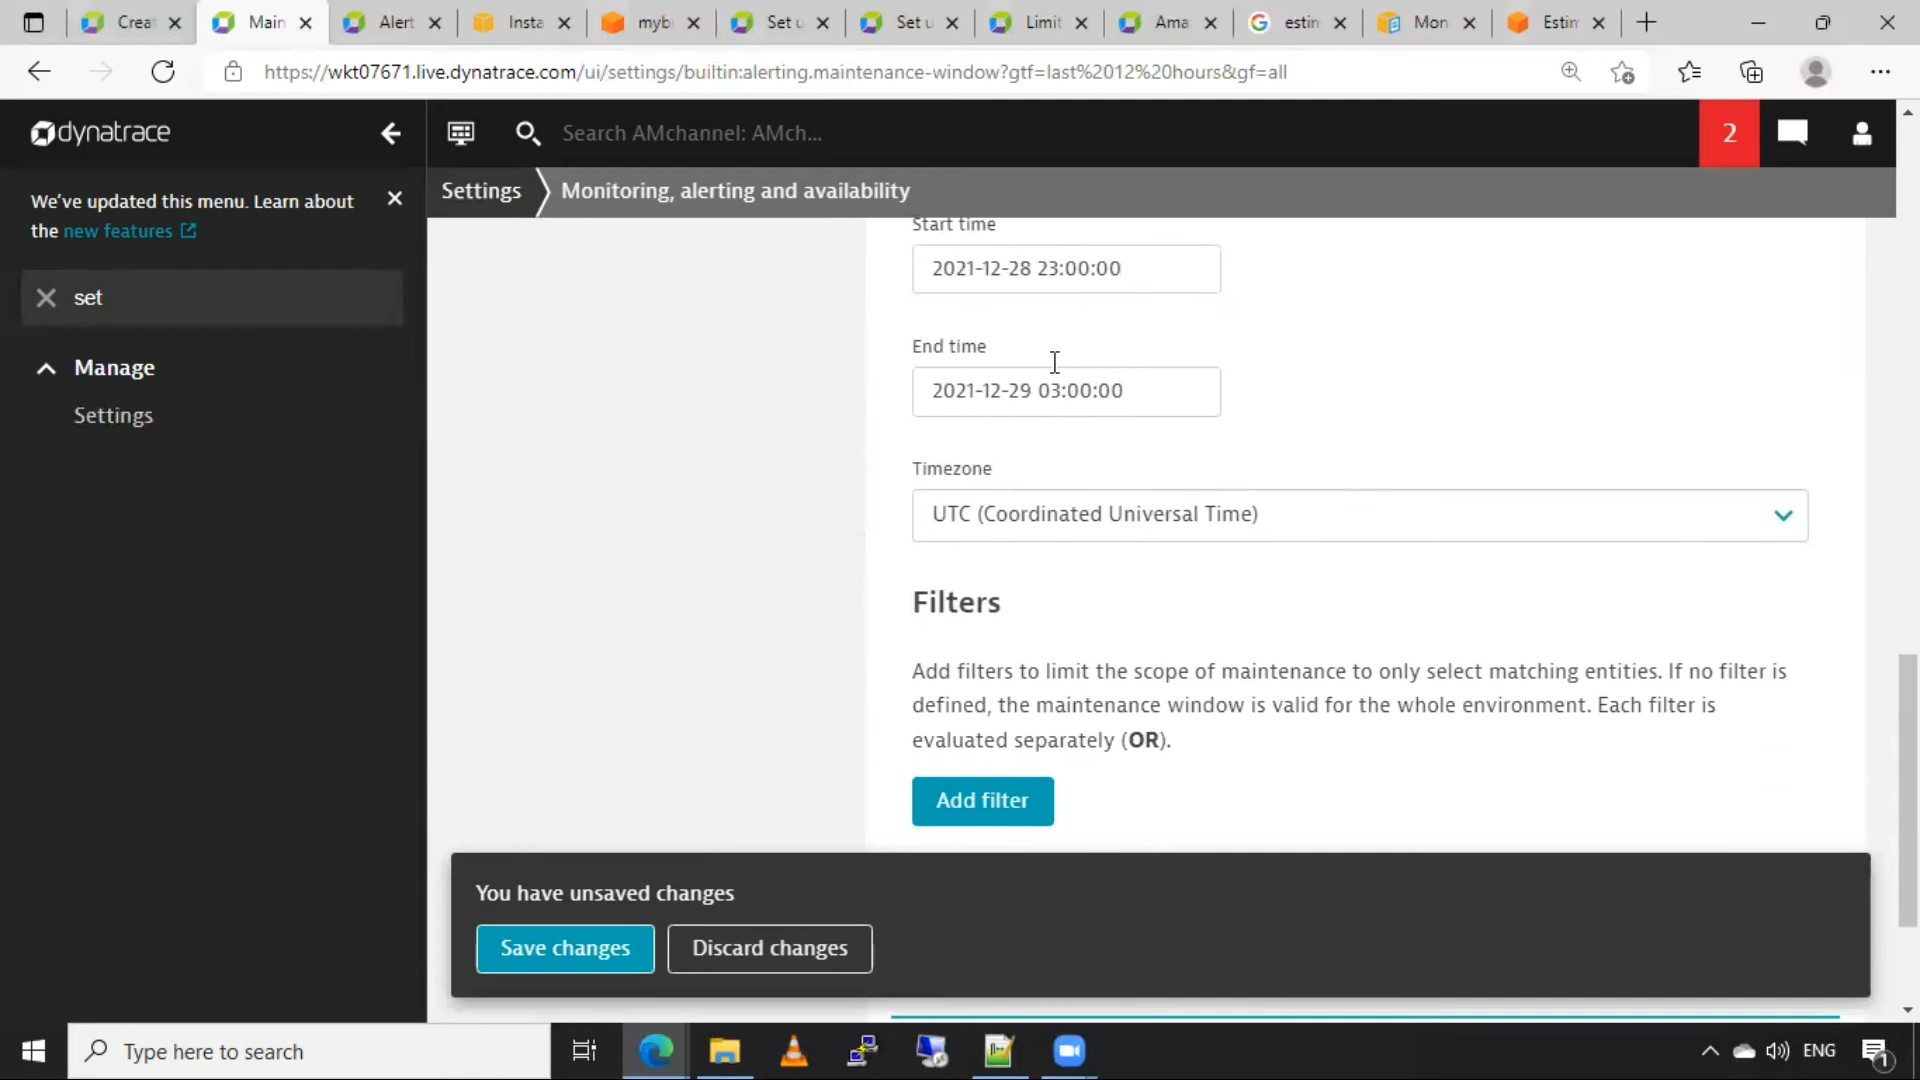 Crea
Main
Alert
Insta
myb
Set u
Set u
Limit
Ama
estim
Mon
Estim
https://wkt07671.live.dynatrace.com/ui/settings/builtin:alerting.maintenance-window?gtf=last%2012%20hours&gf=all
dynatrace
Search AMchannel: AMch...
2
We've updated this menu. Learn about
the new features
Settings
Monitoring, alerting and availability
set
Manage
Settings
Start time
2021-12-28 23:00:00
End time
2021-12-29 03:00:00
Timezone
UTC (Coordinated Universal Time)
Filters
Add filters to limit the scope of maintenance to only select matching entities. If no filter is
defined, the maintenance window is valid for the whole environment. Each filter is
evaluated separately (OR).
Add filter
You have unsaved changes
Save changes
Discard changes
Type here to search
ENG
1